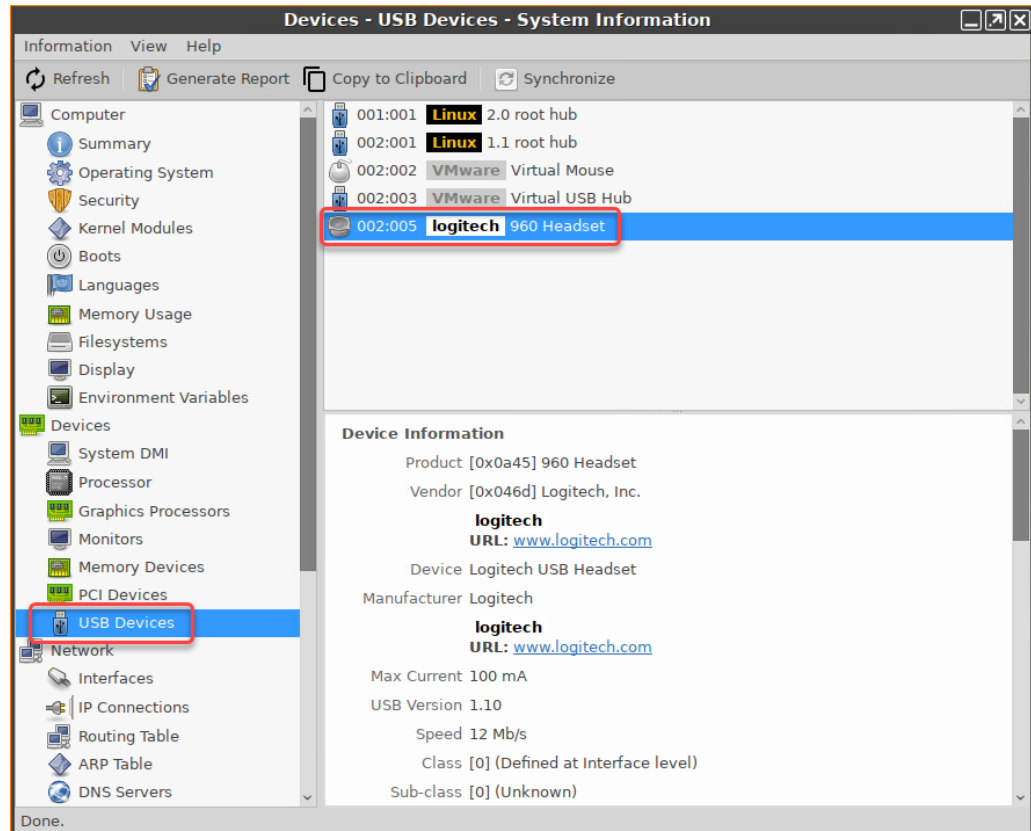 Devices - USB Devices - System Information
Information View Help
Refresh Generate Report Copy to Clipboard Synchronize
Computer
Summary
Operating System
Security
Kernel Modules
Boots
Languages
Memory Usage
Filesystems
Display
Environment Variables
Devices
System DMI
Processor
Graphics Processors
Monitors
Memory Devices
PCI Devices
USB Devices
Network
Interfaces
IP Connections
Routing Table
ARP Table
DNS Servers
001:001 Linux 2.0 root hub
002:001 Linux 1.1 root hub
002:002 VMware Virtual Mouse
002:003 VMware Virtual USB Hub
002:005 logitech 960 Headset
Device Information
Product [0x0a45] 960 Headset
Vendor [0x046d] Logitech, Inc.
logitech
URL: www.logitech.com
Device Logitech USB Headset
Manufacturer Logitech
logitech
URL: www.logitech.com
Max Current 100 mA
USB Version 1.10
Speed 12 Mb/s
Class [0] (Defined at Interface level)
Sub-class [0] (Unknown)
Done.